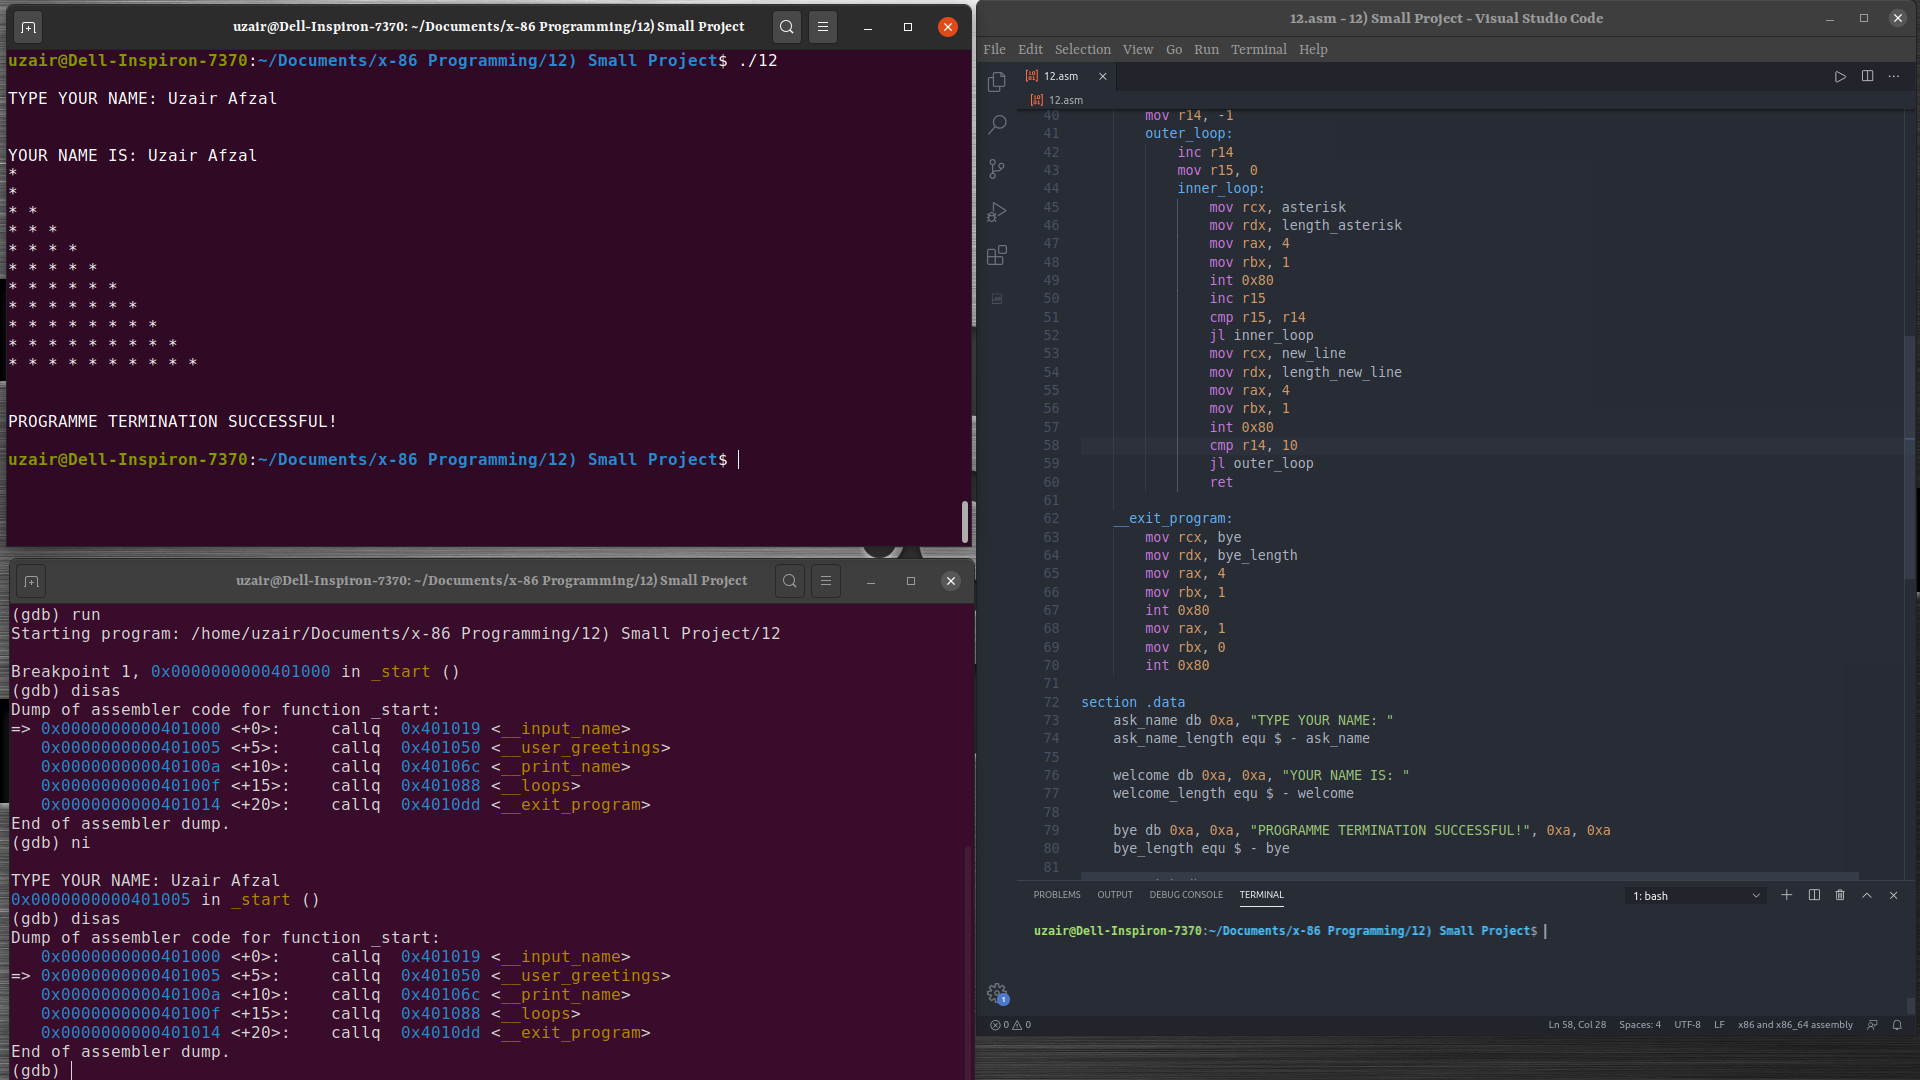 uzair@Dell-Inspiron-7370: ~/Documents/x-86 Programming/12) Small Project
uzair@Dell-Inspiron-7370:~/Documents/x-86 Programming/12) Small Project$ ./12
TYPE YOUR NAME: Uzair Afzal
YOUR NAME IS: Uzair Afzal
*
*
* *
* * *
* * * *
* * * * *
* * * * * *
* * * * * * *
* * * * * * * *
* * * * * * * * *
* * * * * * * * * *
PROGRAMME TERMINATION SUCCESSFUL!
uzair@Dell-Inspiron-7370:~/Documents/x-86 Programming/12) Small Project$
uzair@Dell-Inspiron-7370: ~/Documents/x-86 Programming/12) Small Project
(gdb) run
Starting program: /home/uzair/Documents/x-86 Programming/12) Small Project/12
Breakpoint 1, 0x0000000000401000 in _start ()
(gdb) disas
Dump of assembler code for function _start:
=> 0x0000000000401000 <+0>:     callq  0x401019 <__input_name>
   0x0000000000401005 <+5>:     callq  0x401050 <__user_greetings>
   0x000000000040100a <+10>:    callq  0x40106c <__print_name>
   0x000000000040100f <+15>:    callq  0x401088 <__loops>
   0x0000000000401014 <+20>:    callq  0x4010dd <__exit_program>
End of assembler dump.
(gdb) ni
TYPE YOUR NAME: Uzair Afzal
0x0000000000401005 in _start ()
(gdb) disas
Dump of assembler code for function _start:
   0x0000000000401000 <+0>:     callq  0x401019 <__input_name>
=> 0x0000000000401005 <+5>:     callq  0x401050 <__user_greetings>
   0x000000000040100a <+10>:    callq  0x40106c <__print_name>
   0x000000000040100f <+15>:    callq  0x401088 <__loops>
   0x0000000000401014 <+20>:    callq  0x4010dd <__exit_program>
End of assembler dump.
(gdb)
12.asm - 12) Small Project - Visual Studio Code
File Edit Selection View Go Run Terminal Help
12.asm
12.asm
40 mov r14, -1
41 outer_loop:
42 inc r14
43 mov r15, 0
44 inner_loop:
45 mov rcx, asterisk
46 mov rdx, length_asterisk
47 mov rax, 4
48 mov rbx, 1
49 int 0x80
50 inc r15
51 cmp r15, r14
52 jl inner_loop
53 mov rcx, new_line
54 mov rdx, length_new_line
55 mov rax, 4
56 mov rbx, 1
57 int 0x80
58 cmp r14, 10
59 jl outer_loop
60 ret
61
62 __exit_program:
63 mov rcx, bye
64 mov rdx, bye_length
65 mov rax, 4
66 mov rbx, 1
67 int 0x80
68 mov rax, 1
69 mov rbx, 0
70 int 0x80
71
72 section .data
73 ask_name db 0xa, "TYPE YOUR NAME: "
74 ask_name_length equ $ - ask_name
75
76 welcome db 0xa, 0xa, "YOUR NAME IS: "
77 welcome_length equ $ - welcome
78
79 bye db 0xa, 0xa, "PROGRAMME TERMINATION SUCCESSFUL!", 0xa, 0xa
80 bye_length equ $ - bye
81
PROBLEMS OUTPUT DEBUG CONSOLE TERMINAL 1: bash
uzair@Dell-Inspiron-7370:~/Documents/x-86 Programming/12) Small Project$
1
0 0 Ln 58, Col 28 Spaces: 4 UTF-8 LF x86 and x86_64 assembly